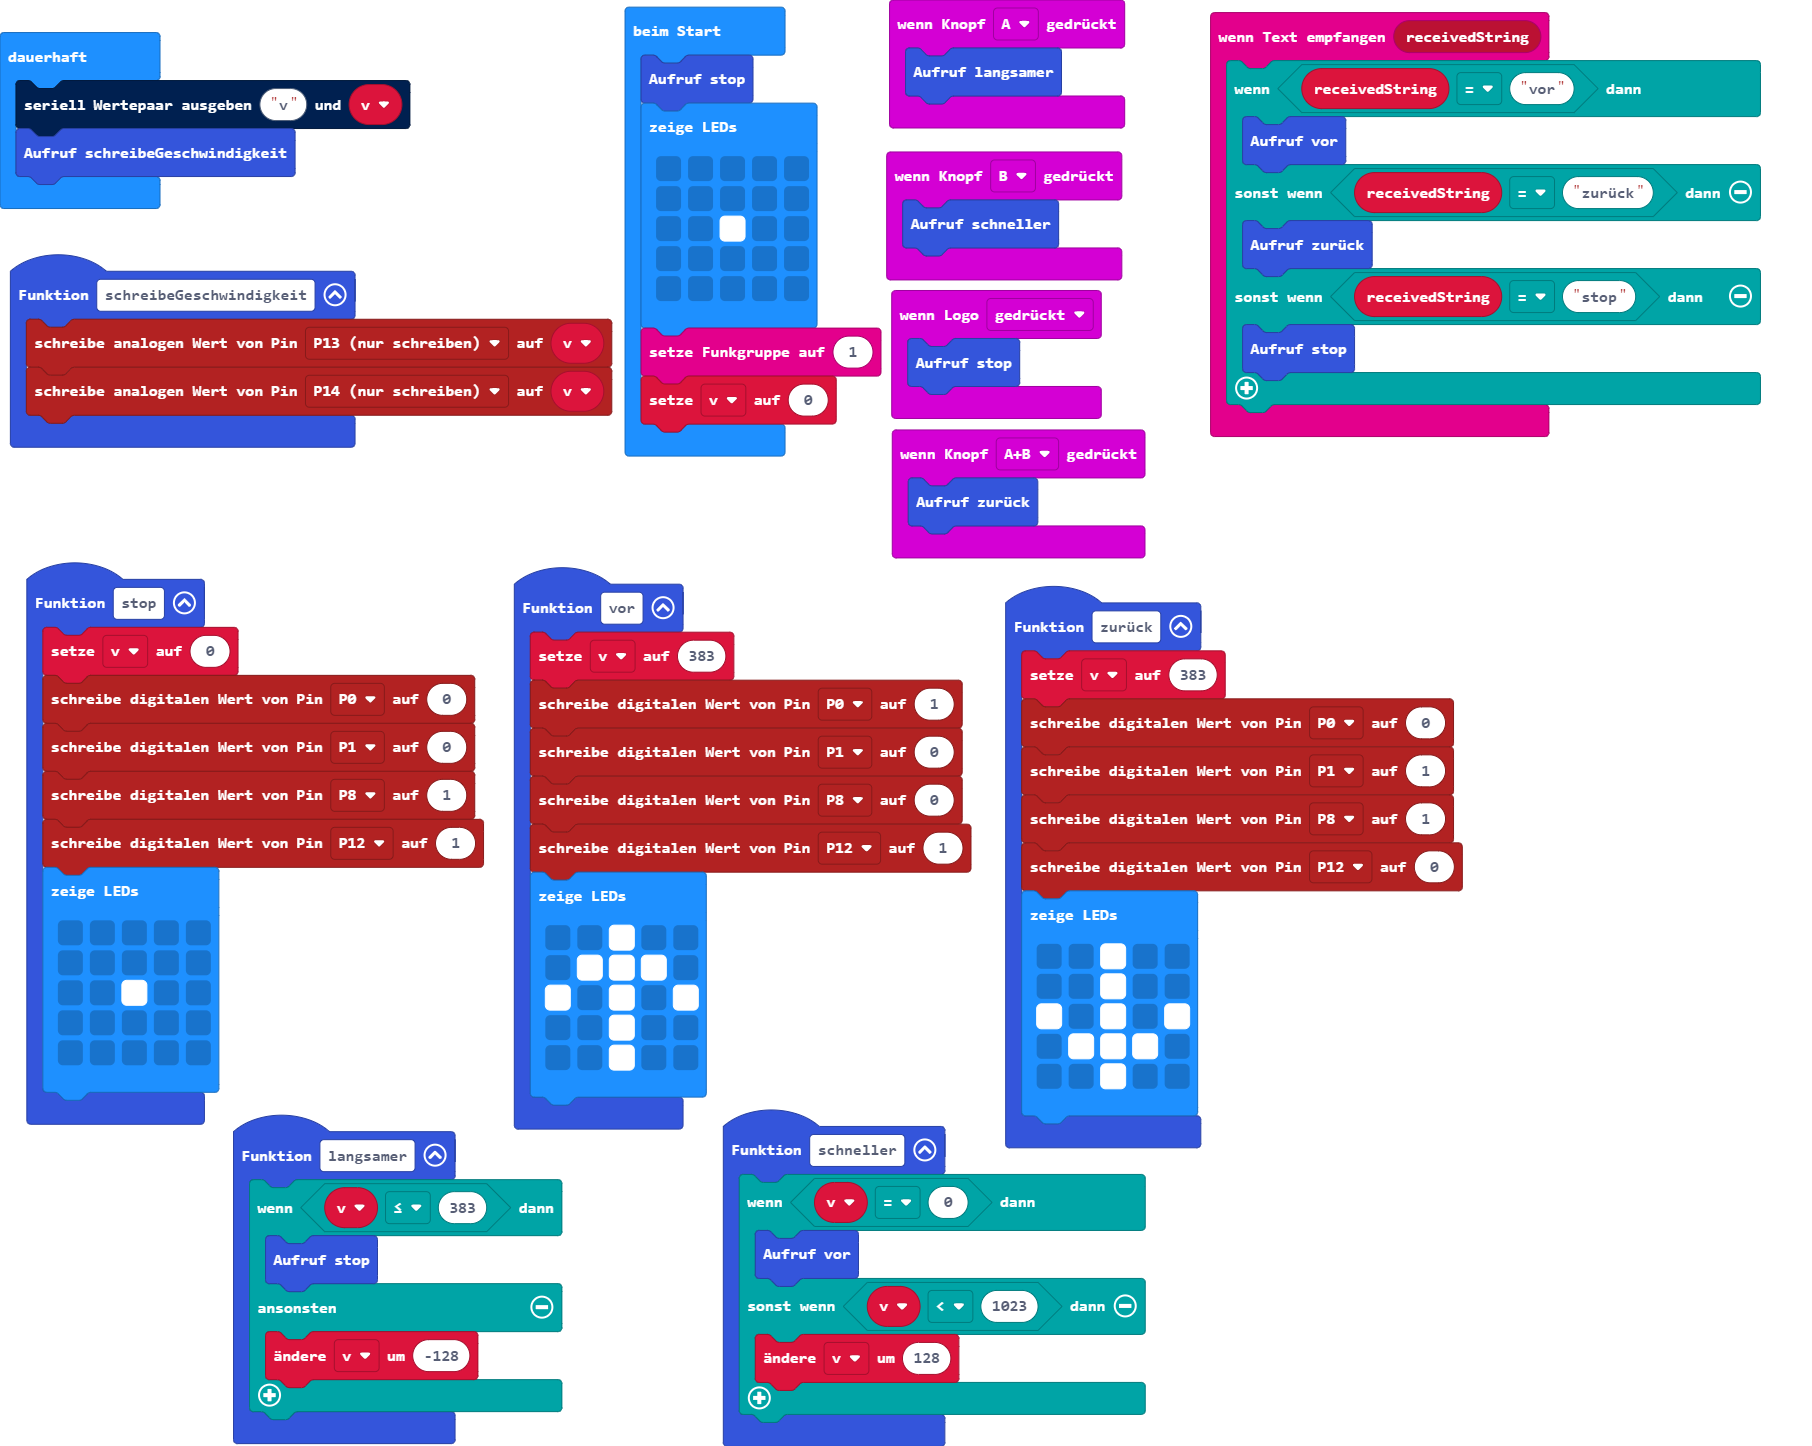 dauerhaft
seriell Wertepaar ausgeben "v" und v
Aufruf schreibeGeschwindigkeit
Funktion schreibeGeschwindigkeit
schreibe analogen Wert von Pin P13 (nur schreiben) auf v
schreibe analogen Wert von Pin P14 (nur schreiben) auf v
beim Start
Aufruf stop
zeige LEDs
setze Funkgruppe auf 1
setze v auf 0
wenn Knopf A gedrückt
Aufruf langsamer
wenn Knopf B gedrückt
Aufruf schneller
wenn Logo gedrückt
Aufruf stop
wenn Knopf A+B gedrückt
Aufruf zurück
wenn Text empfangen receivedString
wenn receivedString = "vor" dann
Aufruf vor
sonst wenn receivedString = "zurück" dann
Aufruf zurück
sonst wenn receivedString = "stop" dann
Aufruf stop
Funktion stop
setze v auf 0
schreibe digitalen Wert von Pin P0 auf 0
schreibe digitalen Wert von Pin P1 auf 0
schreibe digitalen Wert von Pin P8 auf 1
schreibe digitalen Wert von Pin P12 auf 1
zeige LEDs
Funktion vor
setze v auf 383
schreibe digitalen Wert von Pin P0 auf 1
schreibe digitalen Wert von Pin P1 auf 0
schreibe digitalen Wert von Pin P8 auf 0
schreibe digitalen Wert von Pin P12 auf 1
zeige LEDs
Funktion zurück
setze v auf 383
schreibe digitalen Wert von Pin P0 auf 0
schreibe digitalen Wert von Pin P1 auf 1
schreibe digitalen Wert von Pin P8 auf 1
schreibe digitalen Wert von Pin P12 auf 0
zeige LEDs
Funktion langsamer
wenn v ≤ 383 dann
Aufruf stop
ansonsten
ändere v um -128
Funktion schneller
wenn v = 0 dann
Aufruf vor
sonst wenn v < 1023 dann
ändere v um 128